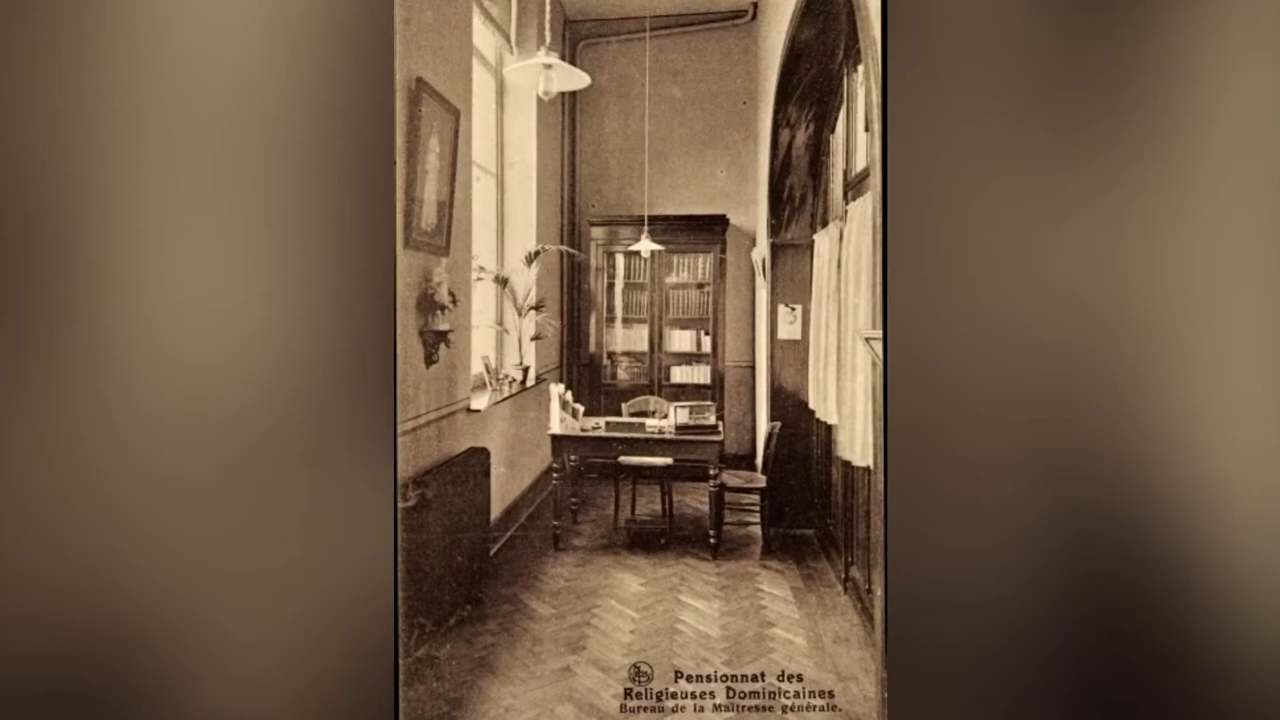 Pensionnat des
Religieuses Dominicaines
Bureau de la Maîtresse générale.